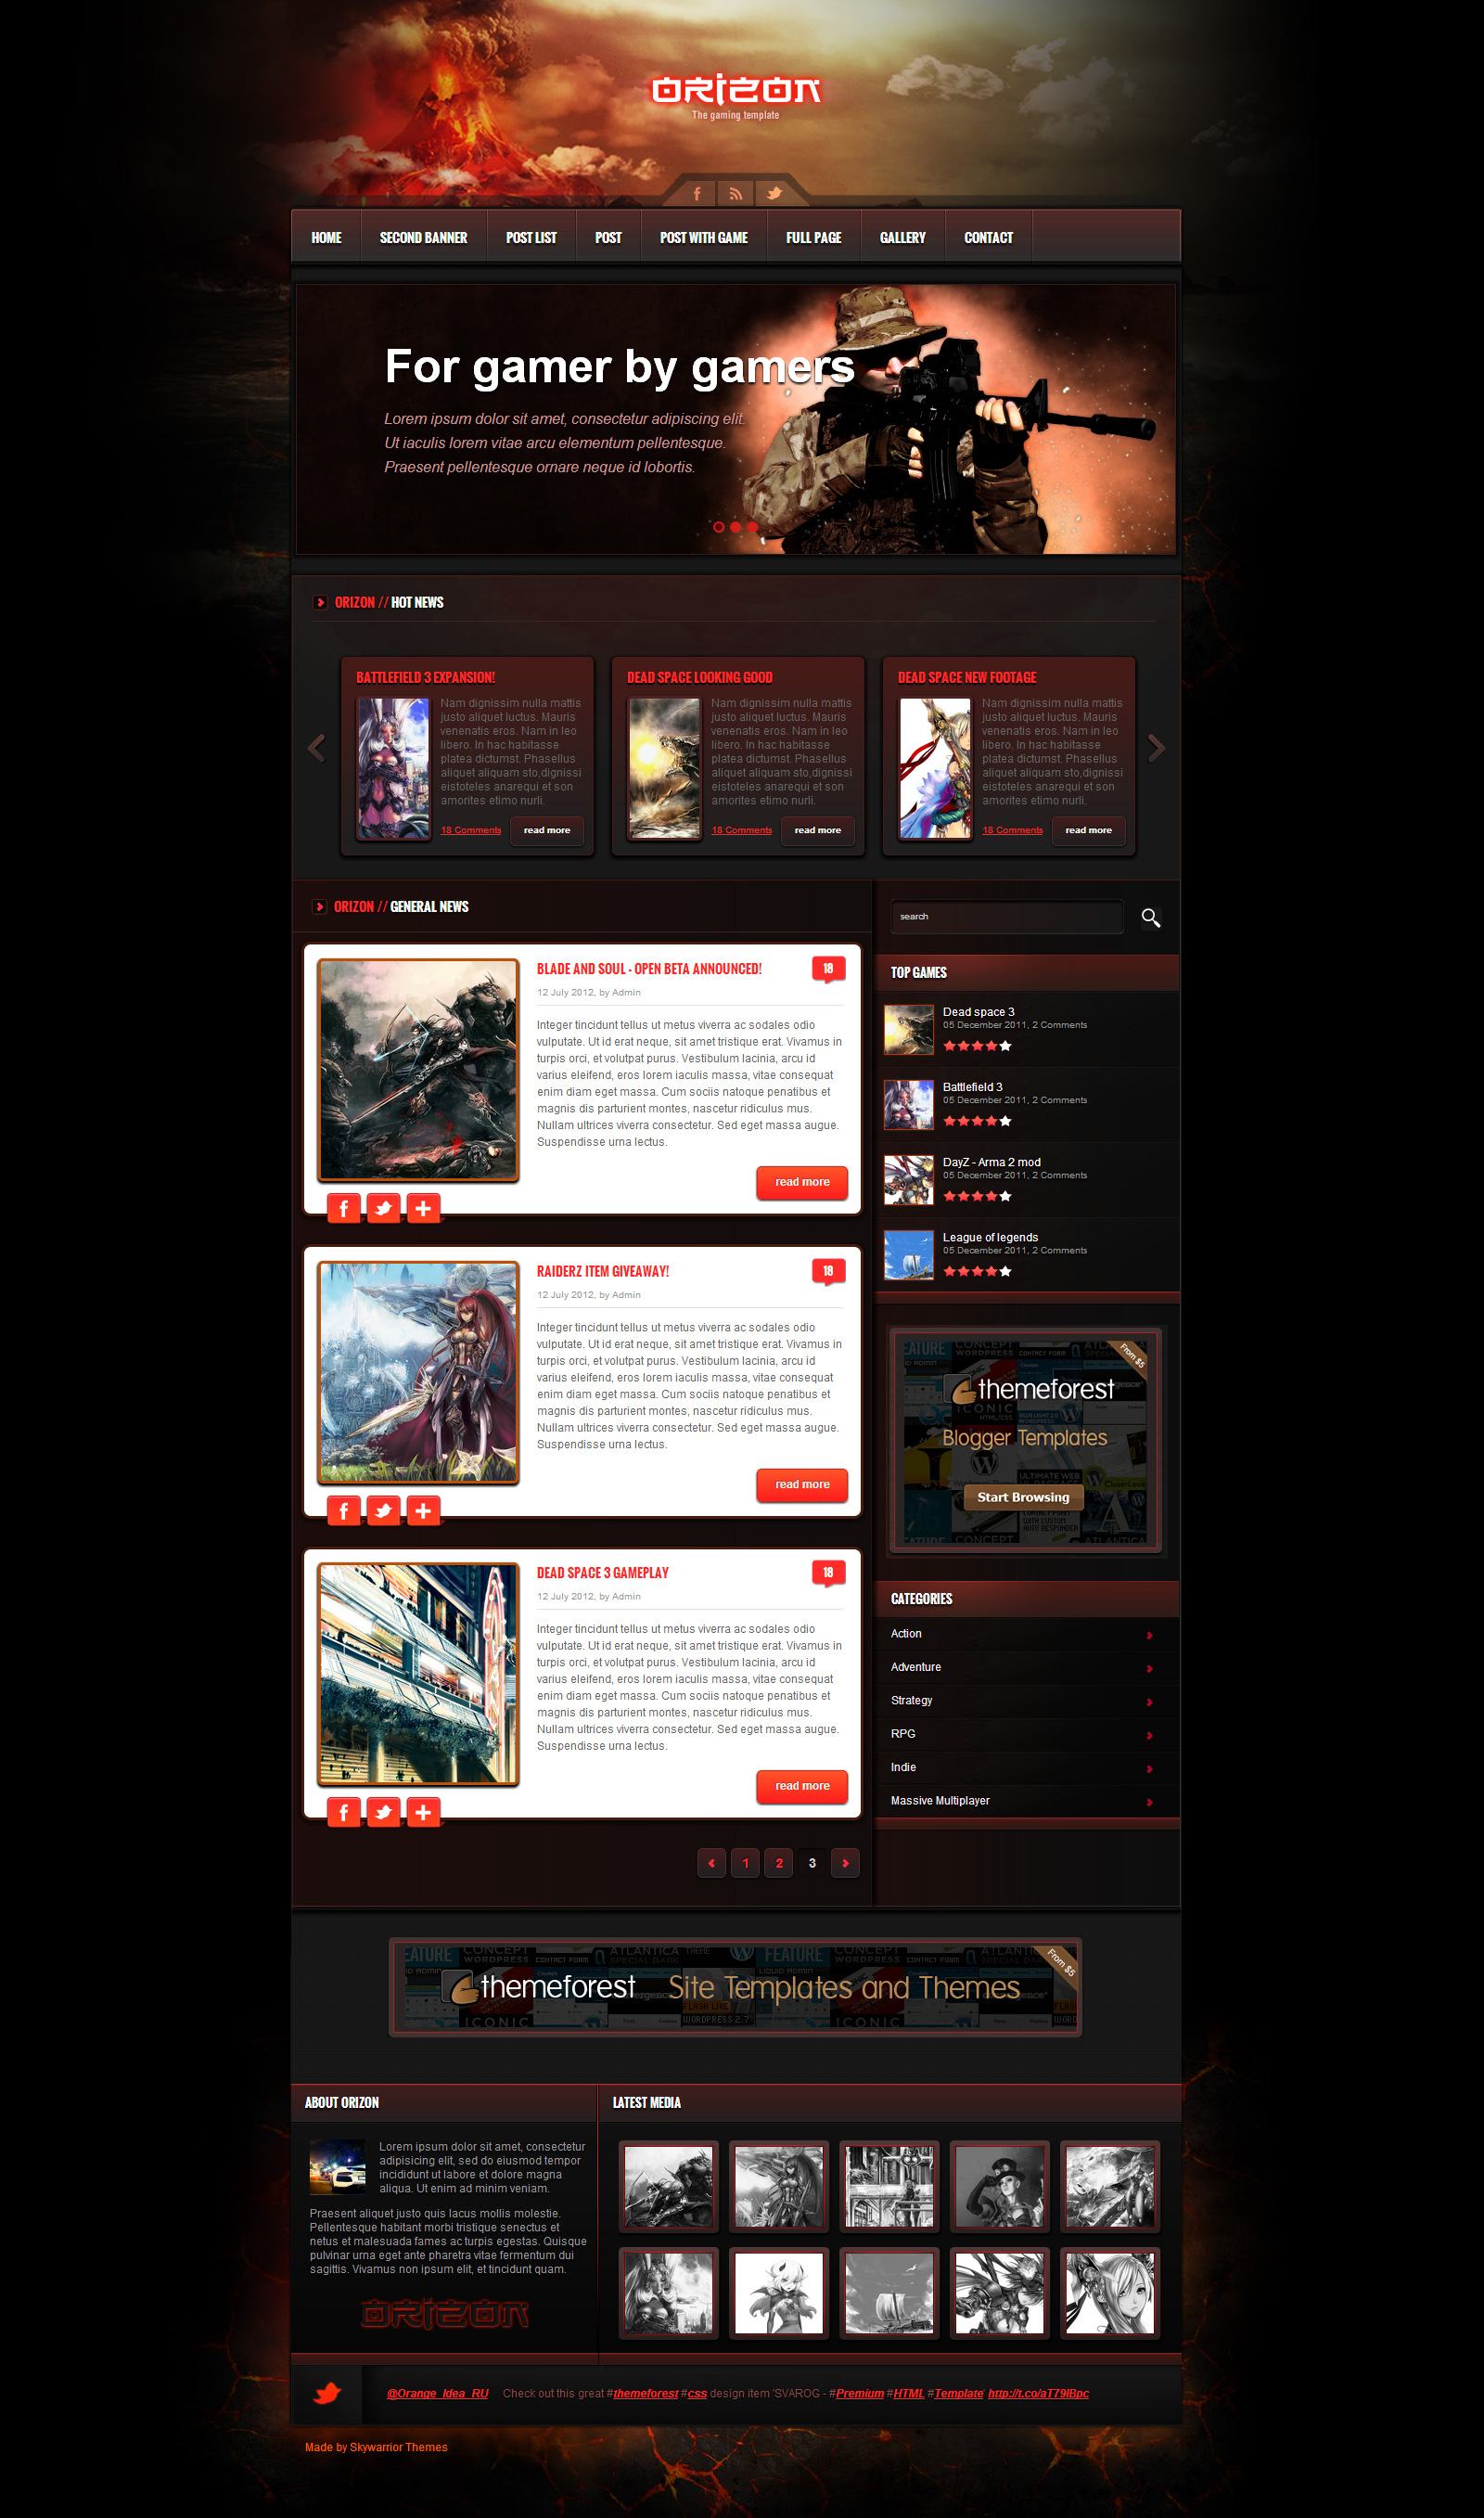 ORIZON
The gaming template
HOME SECOND BANNER POST LIST POST POST WITH GAME FULL PAGE GALLERY CONTACT
For gamer by gamers
Lorem ipsum dolor sit amet, consectetur adipiscing elit.
Ut iaculis lorem vitae arcu elementum pellentesque.
Praesent pellentesque ornare neque id lobortis.
ORIZON // HOT NEWS
BATTLEFIELD 3 EXPANSION!
Nam dignissim nulla mattis
justo aliquet luctus. Mauris
venenatis eros. Nam in leo
libero. In hac habitasse
platea dictumst. Phasellus
aliquet aliquam sto,dignissi
eistoteles anarequi et son
amorites etimo nurli.
18 Comments read more
DEAD SPACE LOOKING GOOD
Nam dignissim nulla mattis
justo aliquet luctus. Mauris
venenatis eros. Nam in leo
libero. In hac habitasse
platea dictumst. Phasellus
aliquet aliquam sto,dignissi
eistoteles anarequi et son
amorites etimo nurli.
18 Comments read more
DEAD SPACE NEW FOOTAGE
Nam dignissim nulla mattis
justo aliquet luctus. Mauris
venenatis eros. Nam in leo
libero. In hac habitasse
platea dictumst. Phasellus
aliquet aliquam sto,dignissi
eistoteles anarequi et son
amorites etimo nurli.
18 Comments read more
ORIZON // GENERAL NEWS
BLADE AND SOUL - OPEN BETA ANNOUNCED! 18
12 July 2012, by Admin
Integer tincidunt tellus ut metus viverra ac sodales odio
vulputate. Ut id erat neque, sit amet tristique erat. Vivamus in
turpis orci, et volutpat purus. Vestibulum lacinia, arcu id
varius eleifend, eros lorem iaculis massa, vitae consequat
enim diam eget massa. Cum sociis natoque penatibus et
magnis dis parturient montes, nascetur ridiculus mus.
Nullam ultrices viverra consectetur. Sed eget massa augue.
Suspendisse urna lectus.
read more
RAIDERZ ITEM GIVEAWAY! 18
12 July 2012, by Admin
Integer tincidunt tellus ut metus viverra ac sodales odio
vulputate. Ut id erat neque, sit amet tristique erat. Vivamus in
turpis orci, et volutpat purus. Vestibulum lacinia, arcu id
varius eleifend, eros lorem iaculis massa, vitae consequat
enim diam eget massa. Cum sociis natoque penatibus et
magnis dis parturient montes, nascetur ridiculus mus.
Nullam ultrices viverra consectetur. Sed eget massa augue.
Suspendisse urna lectus.
read more
DEAD SPACE 3 GAMEPLAY 18
12 July 2012, by Admin
Integer tincidunt tellus ut metus viverra ac sodales odio
vulputate. Ut id erat neque, sit amet tristique erat. Vivamus in
turpis orci, et volutpat purus. Vestibulum lacinia, arcu id
varius eleifend, eros lorem iaculis massa, vitae consequat
enim diam eget massa. Cum sociis natoque penatibus et
magnis dis parturient montes, nascetur ridiculus mus.
Nullam ultrices viverra consectetur. Sed eget massa augue.
Suspendisse urna lectus.
read more
1 2 3
search
TOP GAMES
Dead space 3
05 December 2011, 2 Comments
Battlefield 3
05 December 2011, 2 Comments
DayZ - Arma 2 mod
05 December 2011, 2 Comments
League of legends
05 December 2011, 2 Comments
From $5
themeforest
Blogger Templates
Start Browsing
CATEGORIES
Action
Adventure
Strategy
RPG
Indie
Massive Multiplayer
themeforest Site Templates and Themes
From $5
ABOUT ORIZON
Lorem ipsum dolor sit amet, consectetur
adipisicing elit, sed do eiusmod tempor
incididunt ut labore et dolore magna
aliqua. Ut enim ad minim veniam.
Praesent aliquet justo quis lacus mollis molestie.
Pellentesque habitant morbi tristique senectus et
netus et malesuada fames ac turpis egestas. Quisque
pulvinar urna eget ante pharetra vitae fermentum dui
sagittis. Vivamus non ipsum elit, et tincidunt quam.
ORIZON
LATEST MEDIA
@Orange_Idea_RU Check out this great #themeforest #css design item 'SVAROG - #Premium #HTML #Template' http://t.co/aT79IBpc
Made by Skywarrior Themes